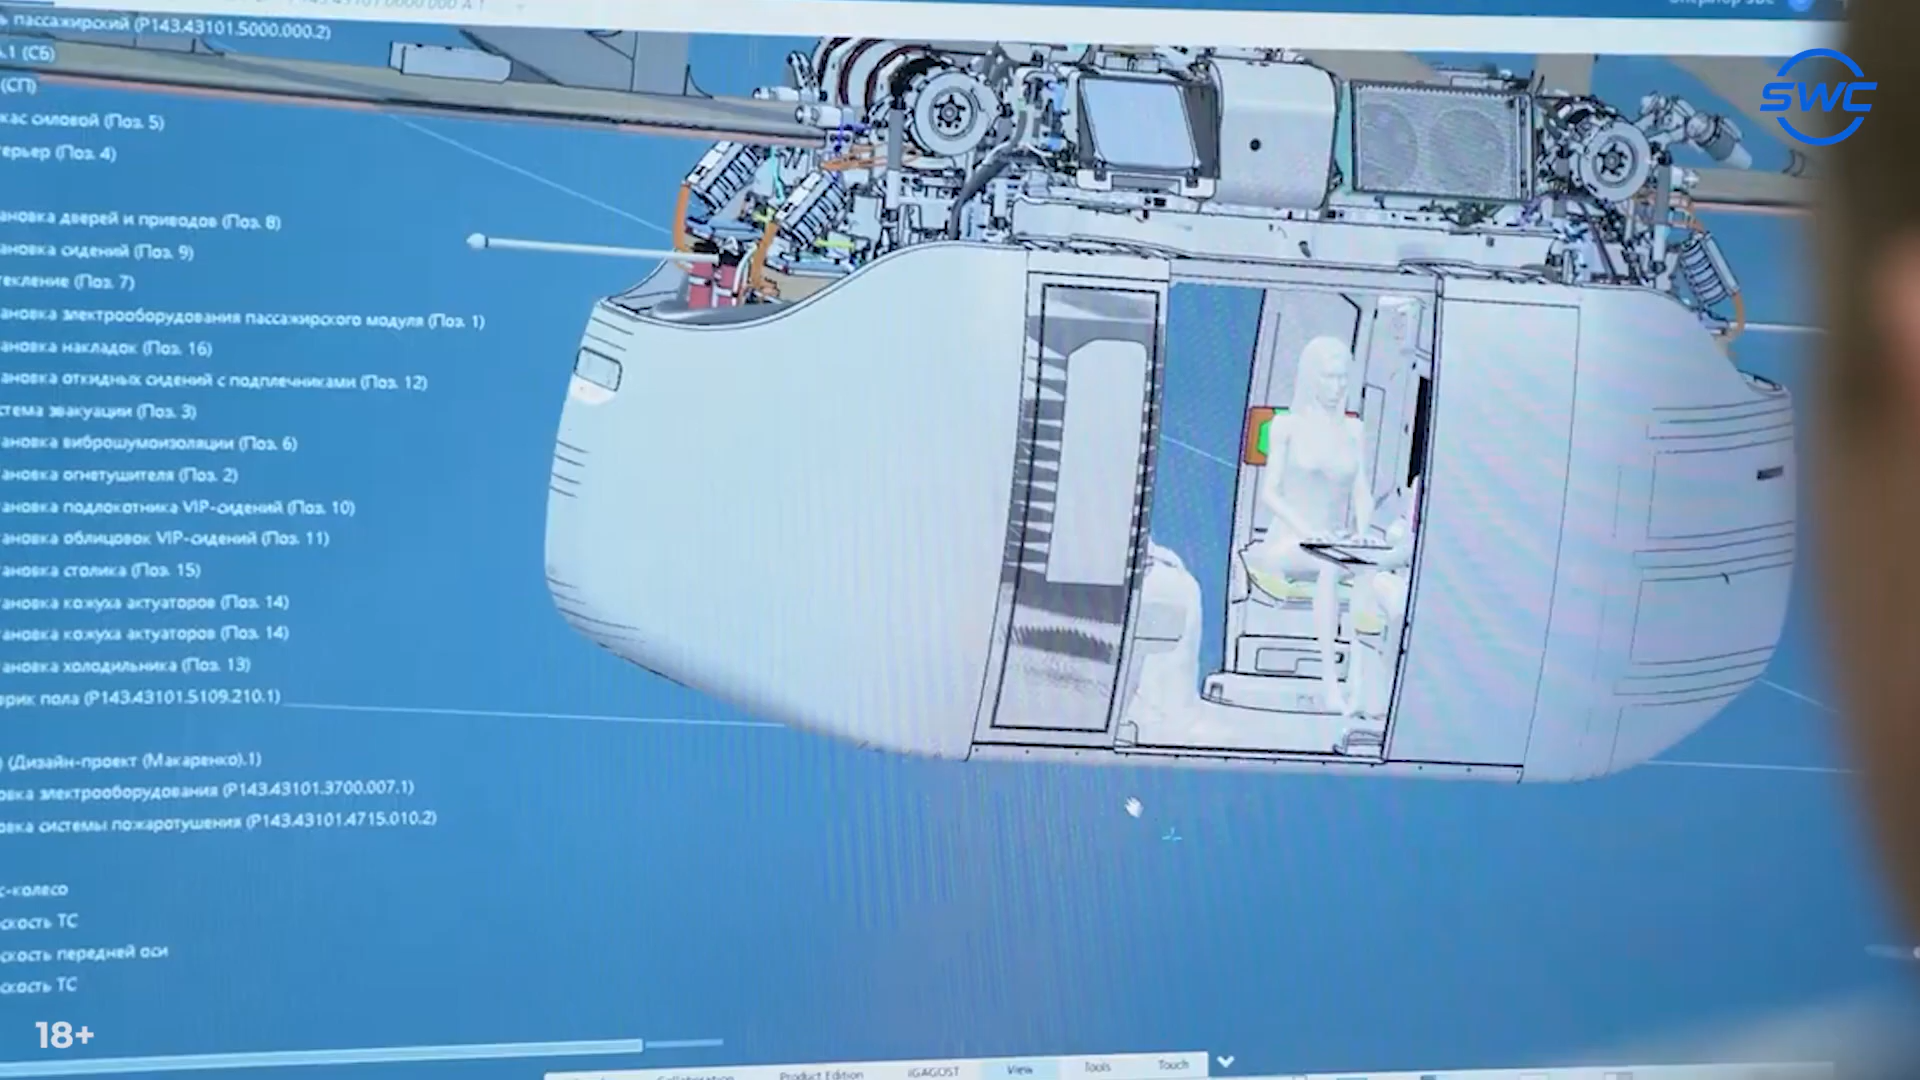 пассажирский (P143.43101.5000.000.2)
.1 (СБ)
(СП)
кас силовой (Поз. 5)
ерьер (Поз. 4)
ановка дверей и приводов (Поз. 8)
ановка сидений (Поз. 9)
текление (Поз. 7)
ановка электрооборудования пассажирского модуля (Поз. 1)
ановка накладок (Поз. 16)
ановка откидных сидений с подплечниками (Поз. 12)
стема эвакуации (Поз. 3)
ановка виброшумоизоляции (Поз. 6)
ановка огнетушителя (Поз. 2)
ановка подлокотника VIP-сидений (Поз. 10)
ановка облицовок VIP-сидений (Поз. 11)
ановка столика (Поз. 15)
ановка кожуха актуаторов (Поз. 14)
ановка кожуха актуаторов (Поз. 14)
ановка холодильника (Поз. 13)
врик пола (P143.43101.5109.210.1)
) (Дизайн-проект (Макаренко).1)
овка электрооборудования (P143.43101.3700.007.1)
овка системы пожаротушения (P143.43101.4715.010.2)
с-колесо
скость ТС
скость передней оси
скость ТС
SWC
18+
Product Edition IGAGOST View Tools Touch